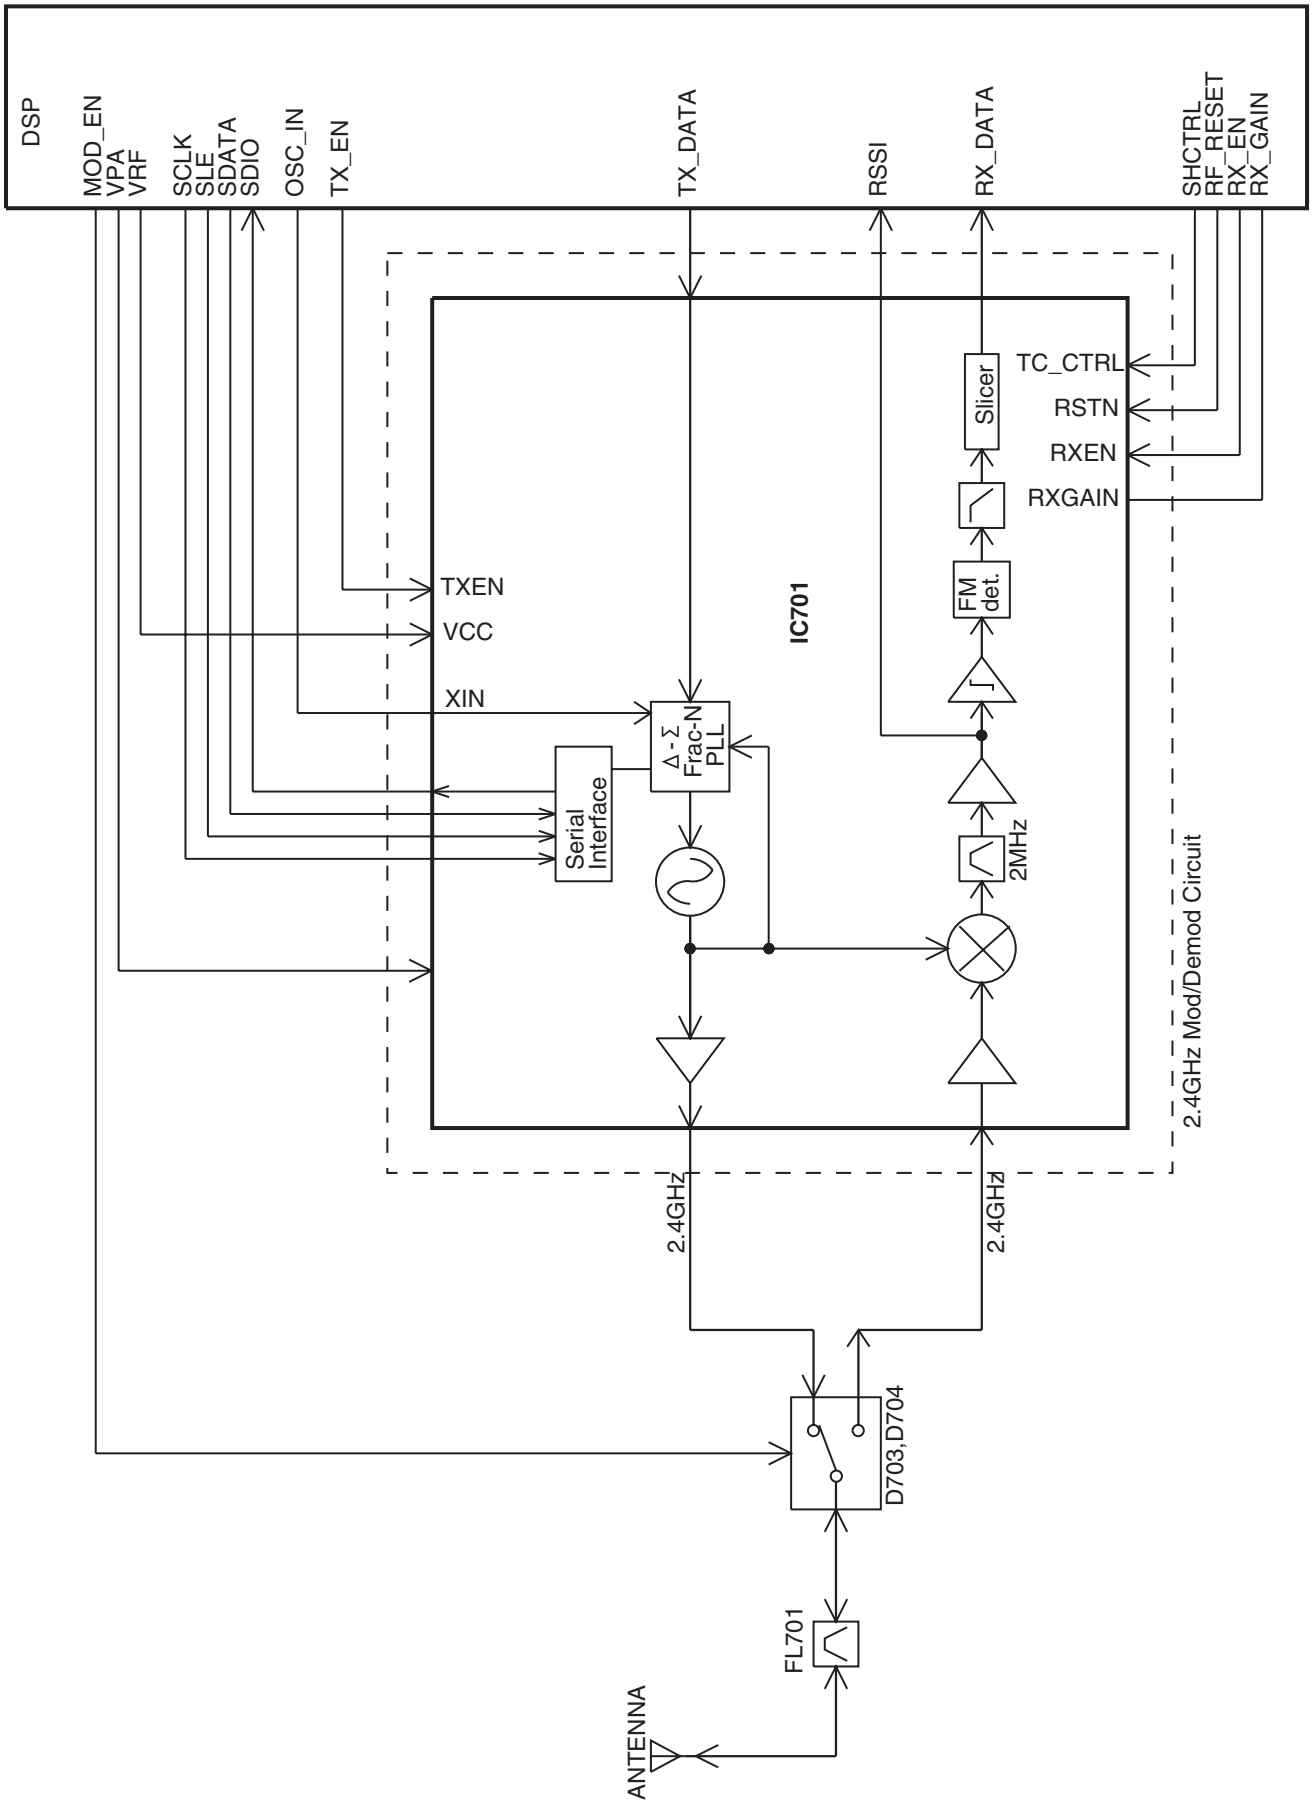 DSP
MOD_EN
VPA
VRF
SCLK
SLE
SDATA
SDIO
OSC_IN
TX_EN
TX_DATA
RSSI
RX_DATA
SHCTRL
RF_RESET
RX_EN
RX_GAIN
TC_CTRL
RSTN
RXEN
RXGAIN
Slicer
FM
det.
IC701
TXEN
VCC
XIN
Δ - Σ
Frac-N
PLL
Serial
Interface
2MHz
2.4GHz Mod/Demod Circuit
2.4GHz
2.4GHz
D703,D704
FL701
ANTENNA